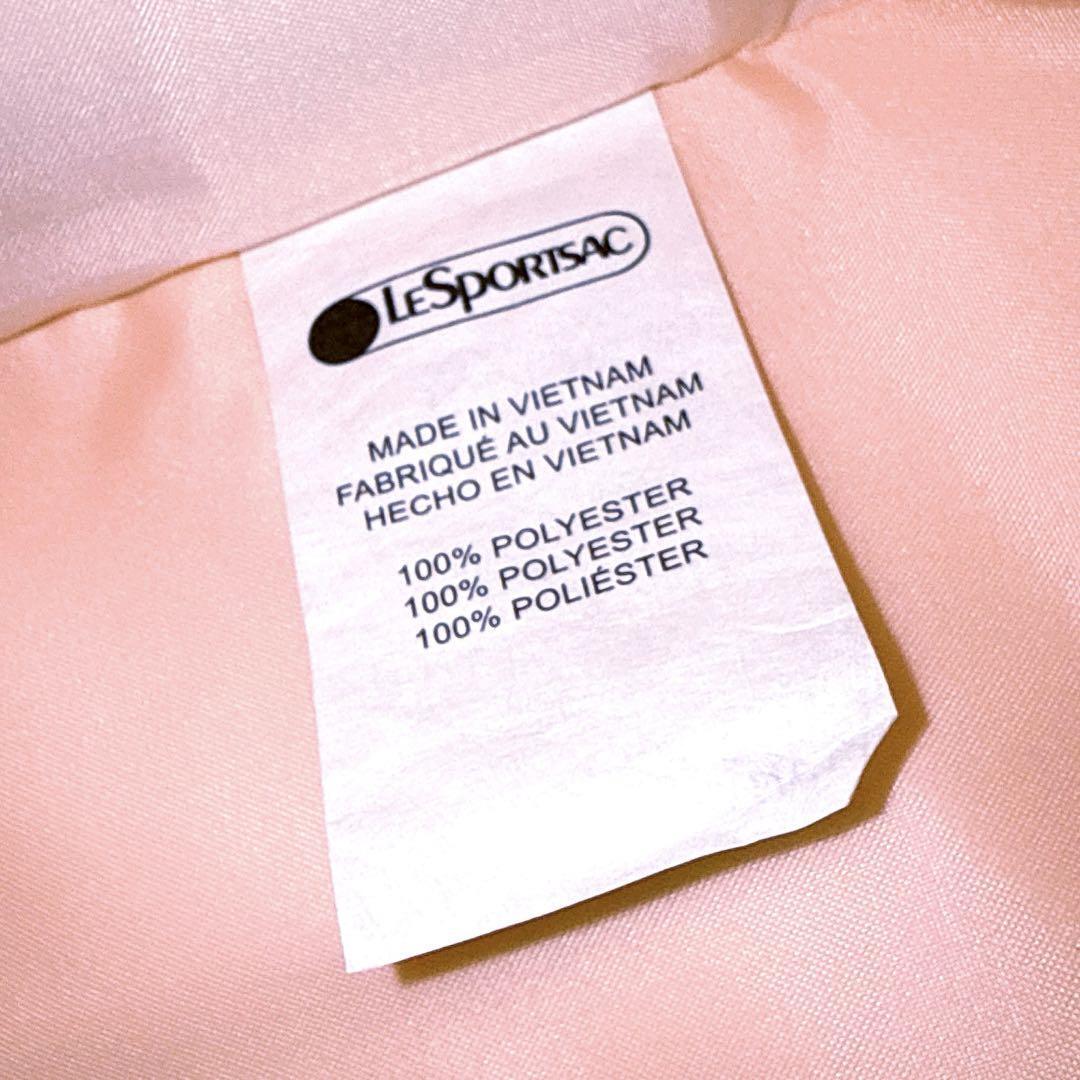 LESPORTSAC
MADE IN VIETNAM
FABRIQUÉ AU VIETNAM
HECHO EN VIETNAM
100% POLYESTER
100% POLYESTER
100% POLIÉSTER